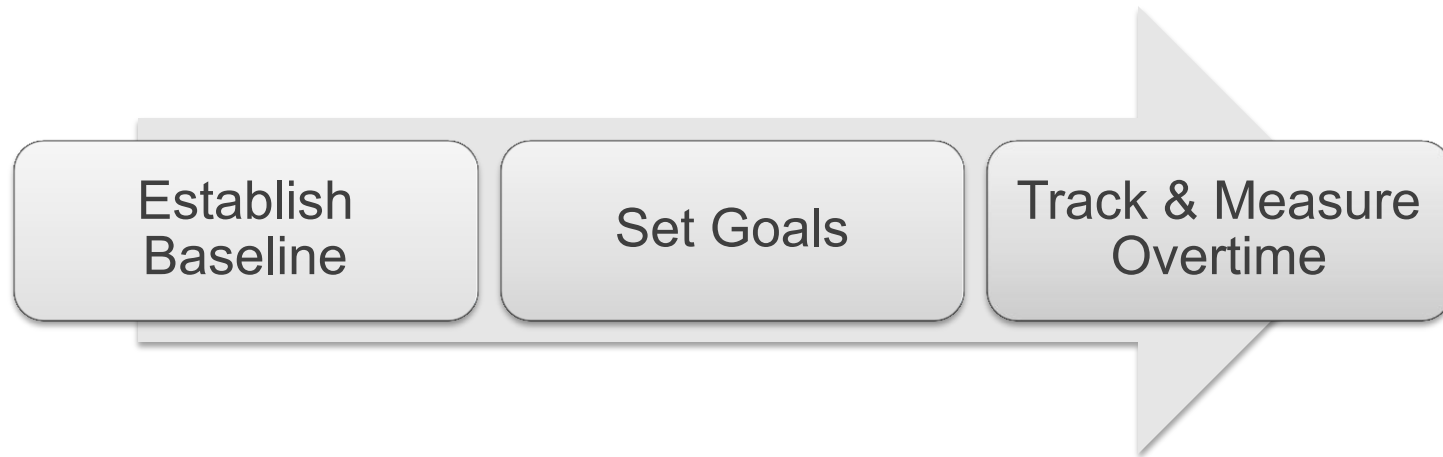 Establish
Baseline
Set Goals
Track & Measure
Overtime